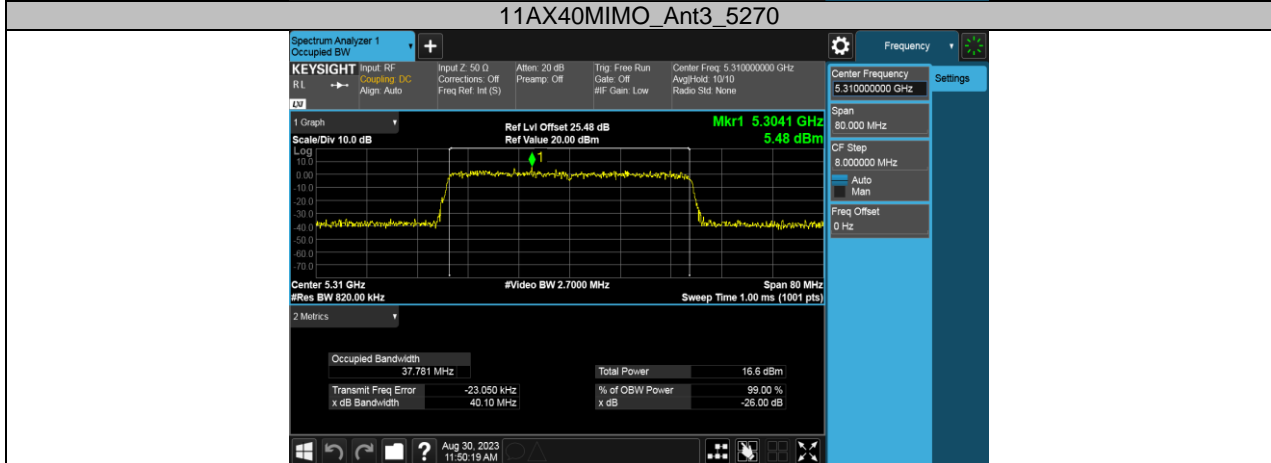 11AX40MIMO_Ant3_5270
Spectrum Analyzer 1
Occupied BW
+
Frequency
KEYSIGHT
RL
Input: RF
Coupling: DC
Align: Auto
Input Z: 50 Ω
Corrections: Off
Freq Ref: Int (S)
Atten: 20 dB
Preamp: Off
Trig: Free Run
Gate: Off
#IF Gain: Low
Center Freq: 5.310000000 GHz
Avg|Hold: 10/10
Radio Std: None
LXI
Center Frequency
5.310000000 GHz
Settings
Span
80.000 MHz
CF Step
8.000000 MHz
Auto
Man
Freq Offset
0 Hz
1 Graph
Ref Lvl Offset 25.48 dB
Mkr1 5.3041 GHz
Scale/Div 10.0 dB
Ref Value 20.00 dBm
5.48 dBm
Log
1
10.0
0.00
-10.0
-20.0
-30.0
-40.0
-50.0
-60.0
-70.0
Center 5.31 GHz
#Video BW 2.7000 MHz
Span 80 MHz
#Res BW 820.00 kHz
Sweep Time 1.00 ms (1001 pts)
2 Metrics
Occupied Bandwidth
37.781 MHz
Total Power 16.6 dBm
Transmit Freq Error -23.050 kHz
% of OBW Power 99.00 %
x dB Bandwidth 40.10 MHz
x dB -26.00 dB
?
Aug 30, 2023
11:50:19 AM